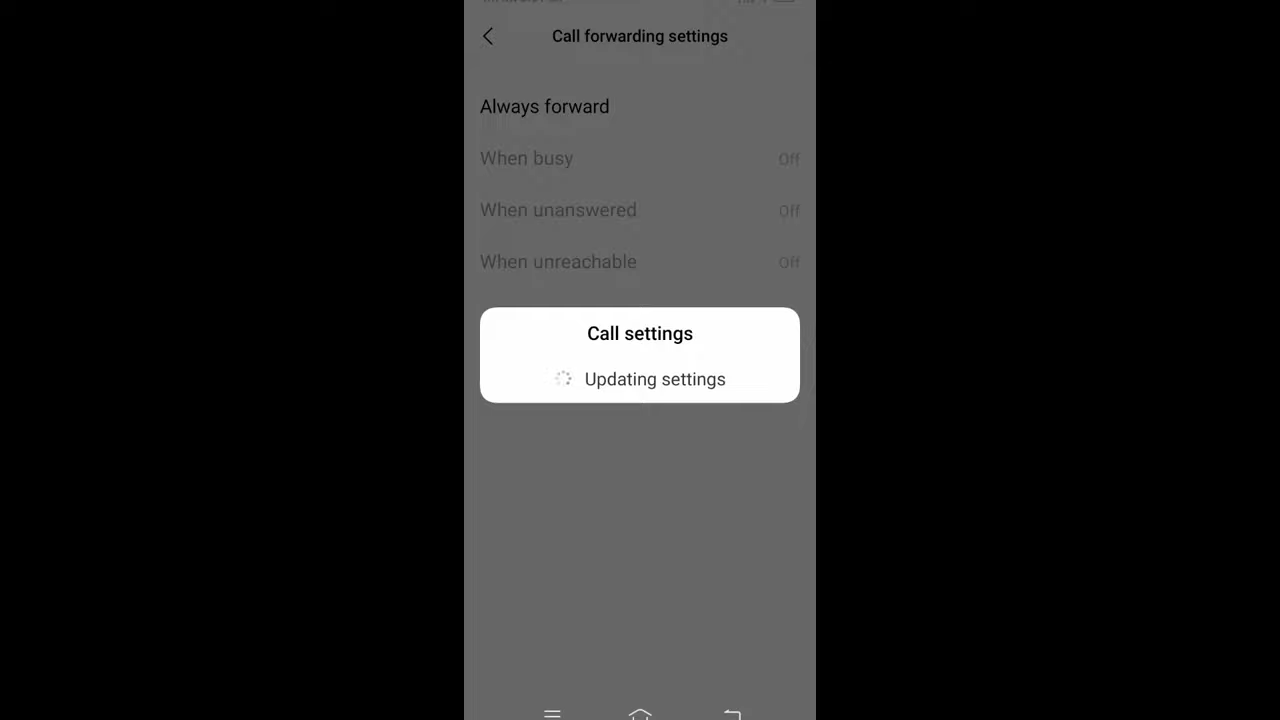 Call forwarding settings
Always forward
When busy Off
When unanswered Off
When unreachable Off
Call settings
Updating settings